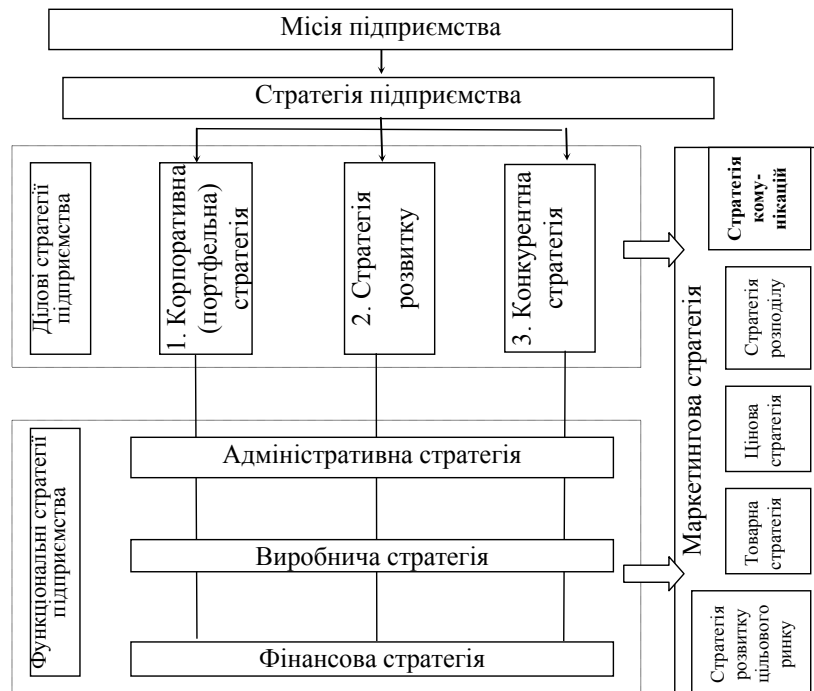 Місія підприємства
Стратегія підприємства
Ділові стратегії
підприємства
1. Корпоративна
(портфельна)
стратегія
2. Стратегія
розвитку
3. Конкурентна
стратегія
Функціональні стратегії
підприємства
Адміністративна стратегія
Виробнича стратегія
Фінансова стратегія
Маркетингова стратегія
Стратегія
кому-
нікацій
Стратегія
розподілу
Цінова
стратегія
Товарна
стратегія
Стратегія
розвитку
цільового
ринку